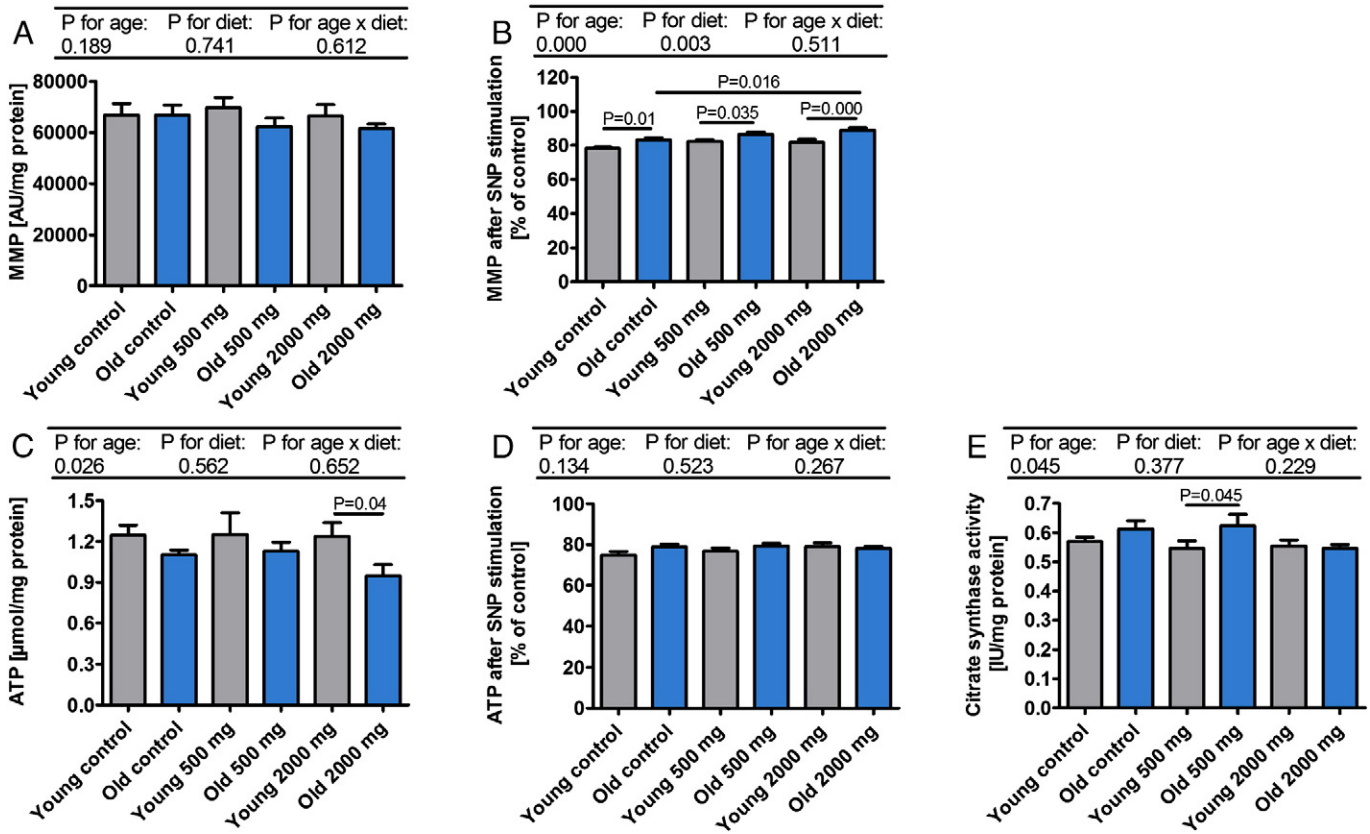 A
P for age: P for diet: P for age x diet:
0.189 0.741 0.612
MMP [AU/mg protein]
80000
60000
40000
20000
0
Young control
Old control
Young 500 mg
Old 500 mg
Young 2000 mg
Old 2000 mg
B
P for age: P for diet: P for age x diet:
0.000 0.003 0.511
MMP after SNP stimulation
[% of control]
120
100
80
60
40
20
0
P=0.016
P=0.01
P=0.035
P=0.000
Young control
Old control
Young 500 mg
Old 500 mg
Young 2000 mg
Old 2000 mg
C
P for age: P for diet: P for age x diet:
0.026 0.562 0.652
ATP [µmol/mg protein]
1.5
1.2
0.9
0.6
0.3
0.0
P=0.04
Young control
Old control
Young 500 mg
Old 500 mg
Young 2000 mg
Old 2000 mg
D
P for age: P for diet: P for age x diet:
0.134 0.523 0.267
ATP after SNP stimulation
[% of control]
100
80
60
40
20
0
Young control
Old control
Young 500 mg
Old 500 mg
Young 2000 mg
Old 2000 mg
E
P for age: P for diet: P for age x diet:
0.045 0.377 0.229
Citrate synthase activity
[IU/mg protein]
0.7
0.6
0.5
0.4
0.3
0.2
0.1
0.0
P=0.045
Young control
Old control
Young 500 mg
Old 500 mg
Young 2000 mg
Old 2000 mg